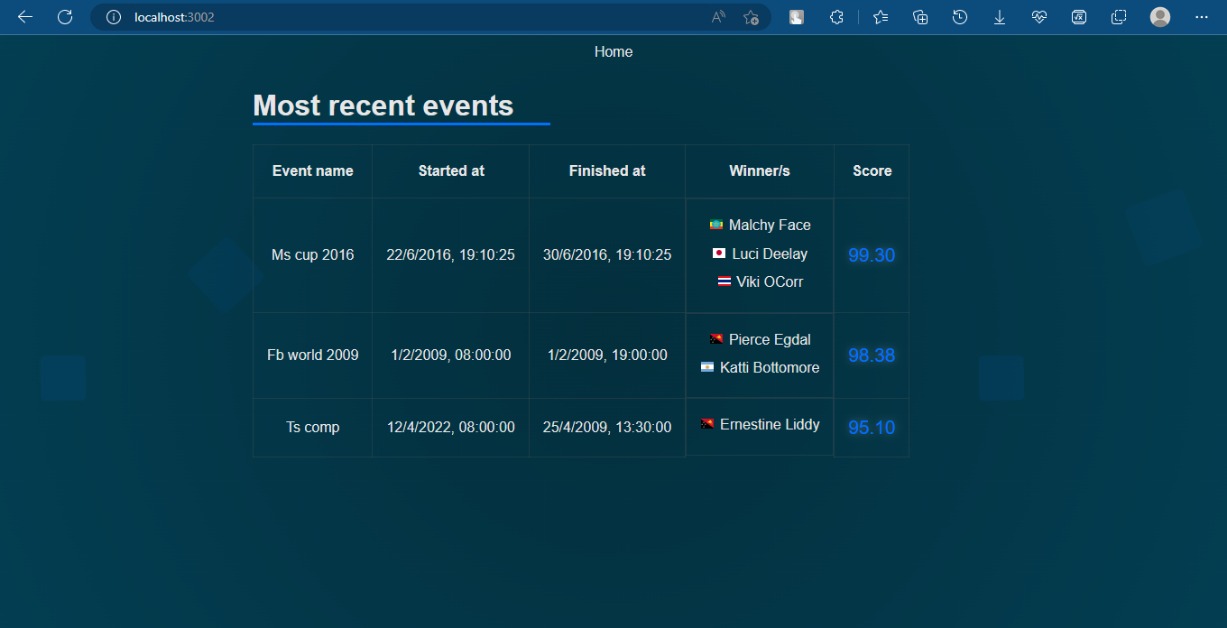 localhost:3002
Home
Most recent events
Event name Started at Finished at Winner/s Score
Ms cup 2016 22/6/2016, 19:10:25 30/6/2016, 19:10:25 Malchy Face
Luci Deelay
Viki OCorr 99.30
Fb world 2009 1/2/2009, 08:00:00 1/2/2009, 19:00:00 Pierce Egdal
Katti Bottomore 98.38
Ts comp 12/4/2022, 08:00:00 25/4/2009, 13:30:00 Ernestine Liddy 95.10